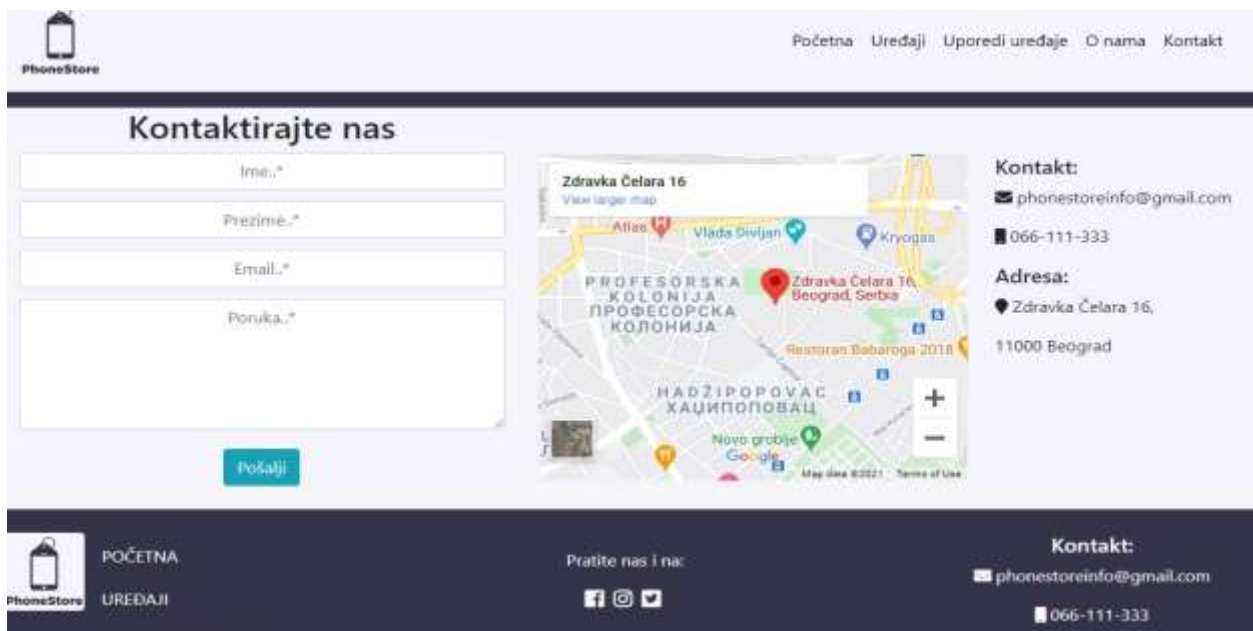 PhoneStore
Početna Uređaji Uporedi uređaje O nama Kontakt
Kontaktirajte nas
Ime..*
Prezime..*
Email..*
Poruka..*
Pošalji
Zdravka Čelara 16
View larger map
Atlas
Vlada Divljan
Kryogas
PROFESORSKA
KOLONIJA
ПРОФЕСОРСКА
КОЛОНИЈА
Zdravka Čelara 16,
Beograd, Serbia
Restoran Babaroga 2018
HADŽIPOPOVAC
ХАЏИПОПОВАЦ
Novo groblje
Google
Map data ©2021 Terms of Use
Kontakt:
phonestoreinfo@gmail.com
066-111-333
Adresa:
Zdravka Čelara 16,
11000 Beograd
PhoneStore
POČETNA
UREĐAJI
Pratite nas i na:
Kontakt:
phonestoreinfo@gmail.com
066-111-333